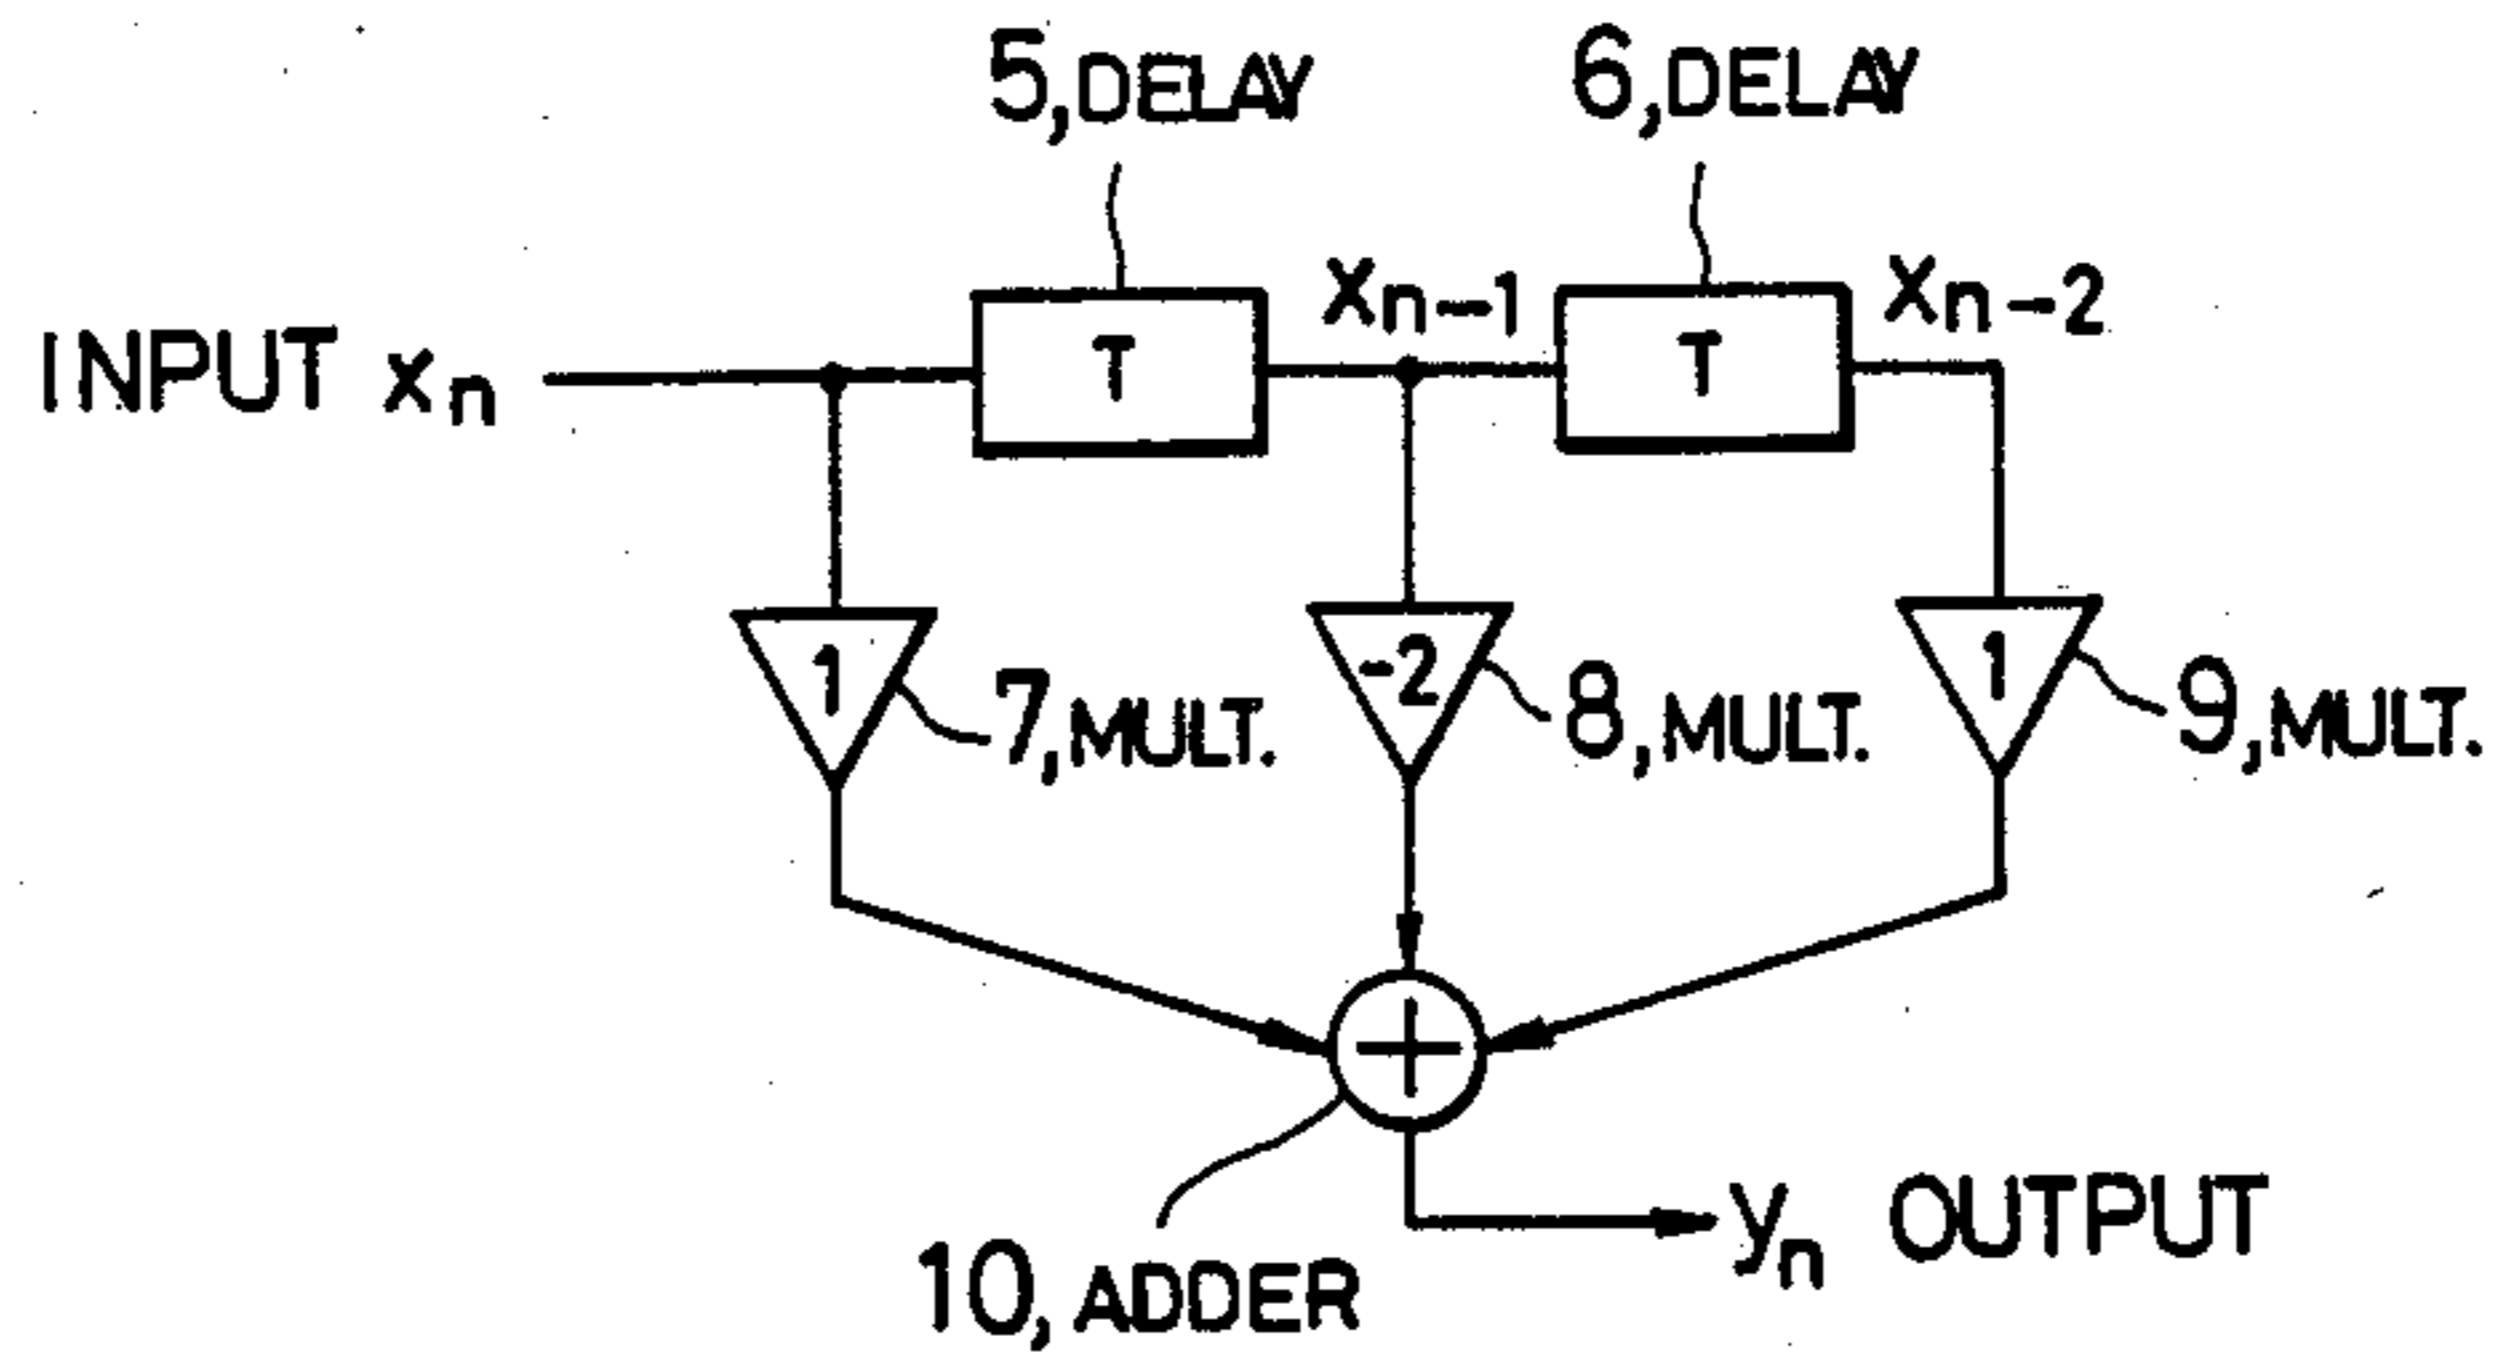 5, DELAY
6, DELAY
INPUT xn
T
xn-1
T
xn-2
1
7, MULT.
-2
8, MULT.
1
9, MULT.
+
yn OUTPUT
10, ADDER